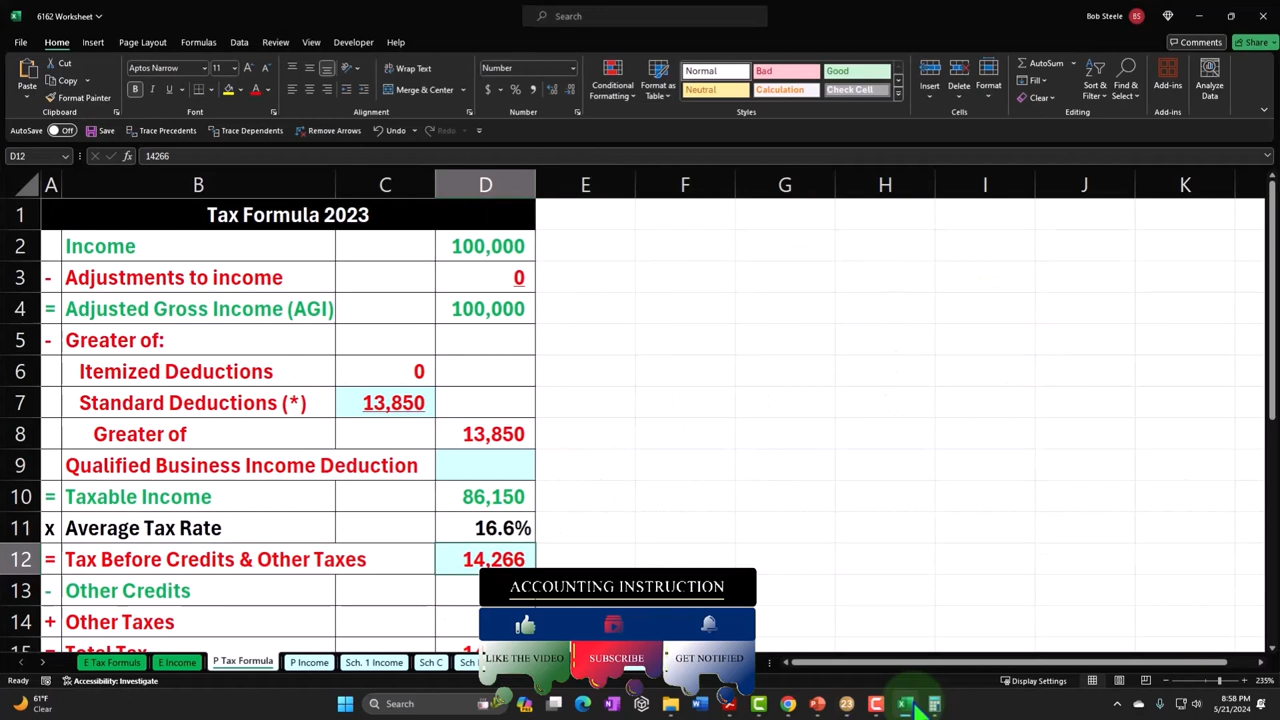 6162 Worksheet
Search
Bob Steele BS
File Home Insert Page Layout Formulas Data Review View Developer Help
Comments Share
Paste
Cut
Copy
Format Painter
Clipboard
Aptos Narrow 11
B I U
Font
Wrap Text
Merge & Center
Alignment
Number
$ % ,
Number
Conditional Formatting
Format as Table
Normal Bad Good
Neutral Calculation Check Cell
Styles
Insert Delete Format
Cells
AutoSum
Fill
Clear
Sort & Filter
Find & Select
Editing
Add-ins
Add-ins
Analyze Data
AutoSave Off Save Trace Precedents Trace Dependents Remove Arrows Undo Redo
D12 fx 14266
A B C D E F G H I J K
1 Tax Formula 2023
2 Income 100,000
3 - Adjustments to income 0
4 = Adjusted Gross Income (AGI) 100,000
5 - Greater of:
6 Itemized Deductions 0
7 Standard Deductions (*) 13,850
8 Greater of 13,850
9 Qualified Business Income Deduction
10 = Taxable Income 86,150
11 x Average Tax Rate 16.6%
12 = Tax Before Credits & Other Taxes 14,266
13 - Other Credits
14 + Other Taxes
15 = Total Tax
ACCOUNTING INSTRUCTION
LIKE THE VIDEO SUBSCRIBE GET NOTIFIED
E Tax Formuls E Income P Tax Formula P Income Sch. 1 Income Sch C
Ready Accessibility: Investigate Display Settings 235%
61°F
Clear
Search
8:58 PM
5/21/2024